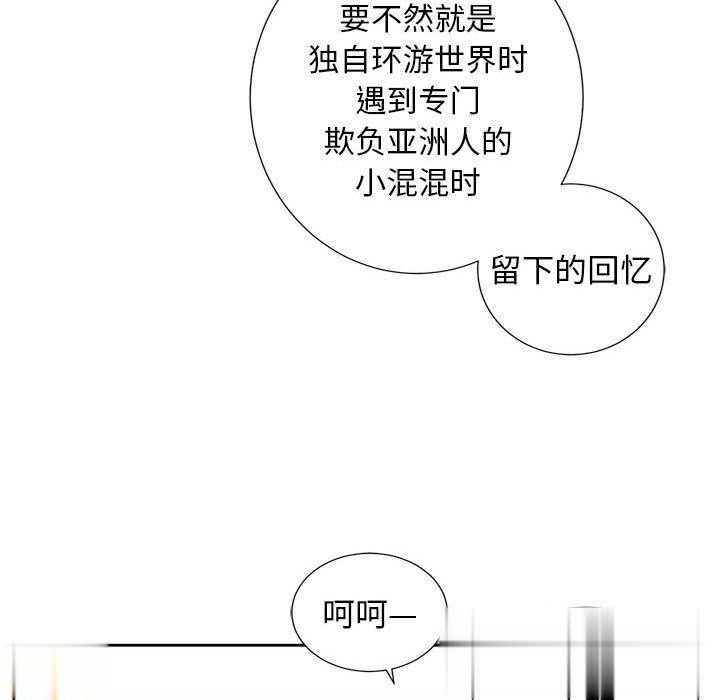 要不然就是
独自环游世界时
遇到专门
欺负亚洲人的
小混混时
留下的回忆
呵呵—